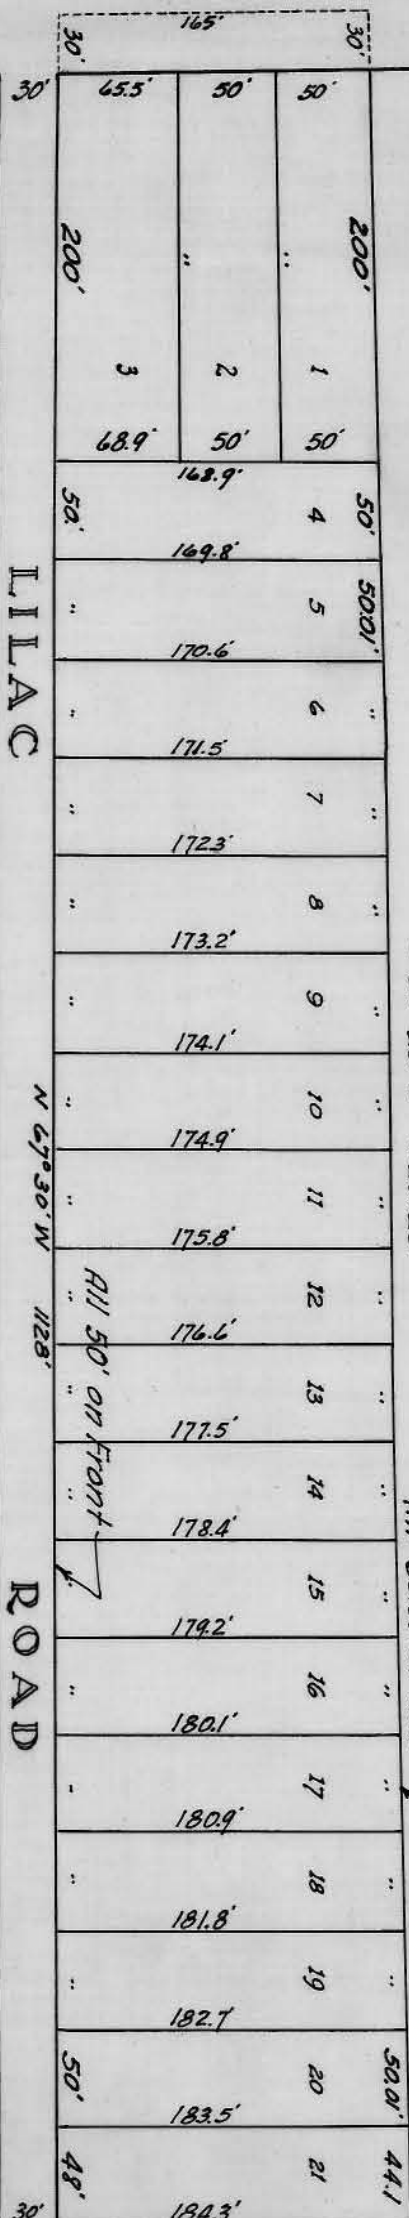 165'
30' 30'
30' 65.5' 50' 50'
200' " " 200'
3 2 1
68.9' 50' 50'
168.9'
50' 4 50'
169.8'
" 5 50.01'
170.6'
" 6 "
171.5'
" 7 "
172.3'
" 8 "
173.2'
" 9 "
174.1'
" 10 "
174.9'
" 11 "
175.8'
" 12 "
176.6'
" 13 "
177.5'
" 14 "
178.4'
15 "
179.2'
" 16 "
180.1'
" 17 "
180.9'
" 18 "
181.8'
" 19 "
182.7'
50' 20 50.01'
183.5'
48' 21 44.1
30' 184.3'
All 50' on Front
LILAC ROAD
N 67° 30' W 1128'